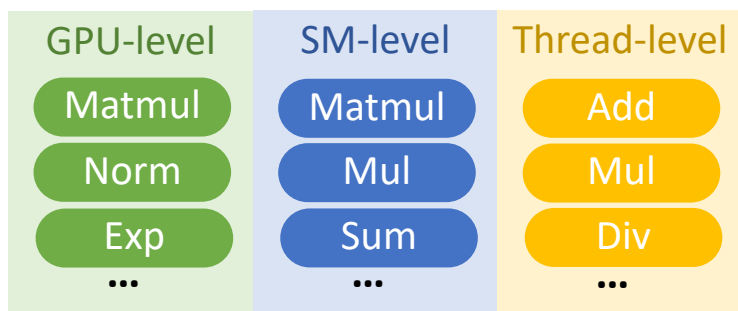 GPU-level SM-level Thread-level
Matmul Matmul Add
Norm Mul Mul
Exp Sum Div
... ... ...